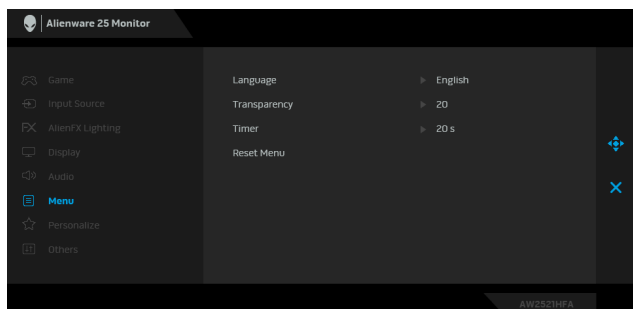 Alienware 25 Monitor
Game
Input Source
AlienFX Lighting
Display
Audio
Menu
Personalize
Others
Language English
Transparency 20
Timer 20 s
Reset Menu
AW2521HFA